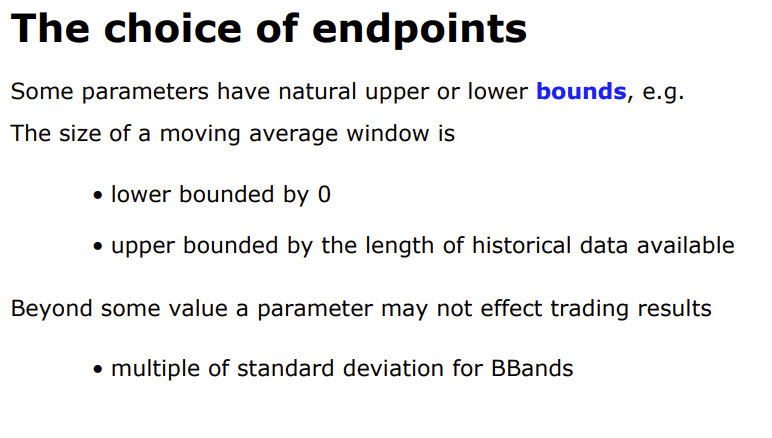 The choice of endpoints
Some parameters have natural upper or lower bounds, e.g.
The size of a moving average window is
• lower bounded by 0
• upper bounded by the length of historical data available
Beyond some value a parameter may not effect trading results
• multiple of standard deviation for BBands